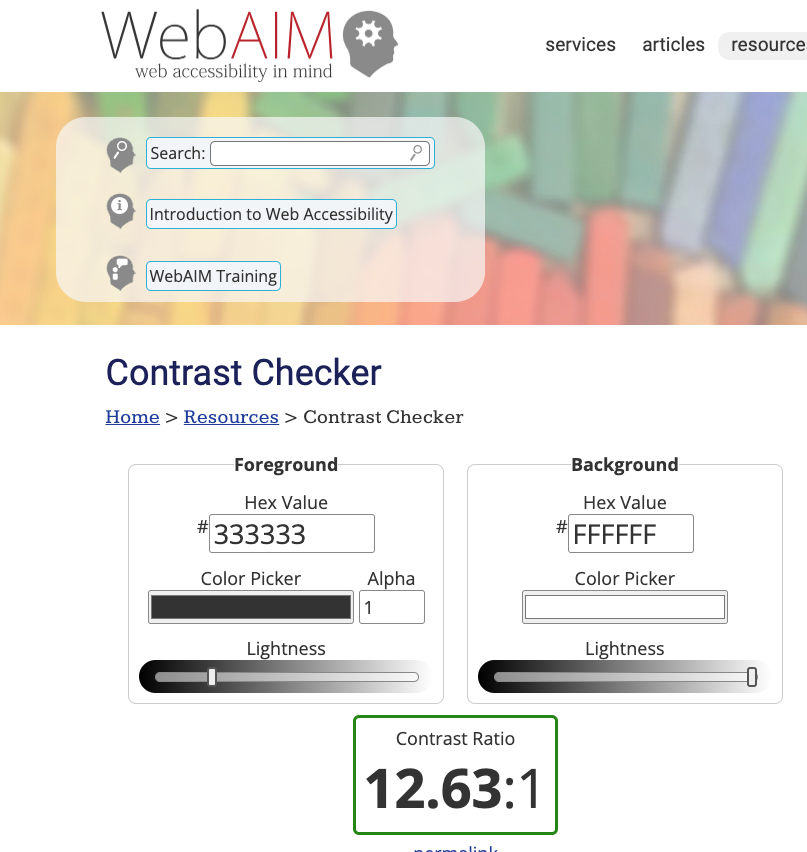 WebAIM
web accessibility in mind
services articles resource
Search:
Introduction to Web Accessibility
WebAIM Training
Contrast Checker
Home > Resources > Contrast Checker
Foreground
Hex Value
#333333
Color Picker Alpha
1
Lightness
Background
Hex Value
#FFFFFF
Color Picker
Lightness
Contrast Ratio
12.63:1
permalink